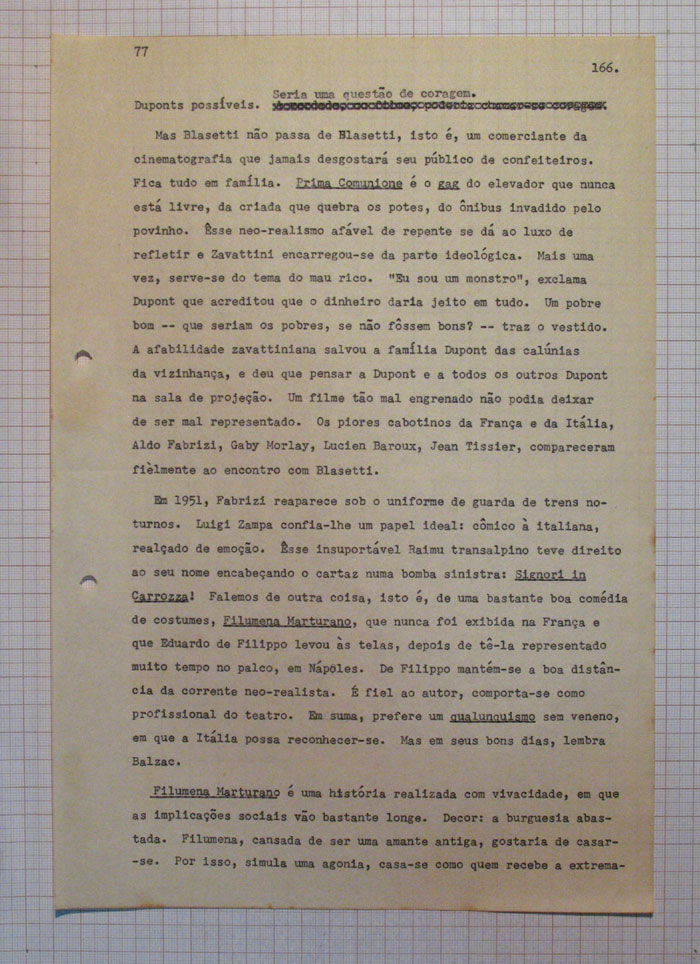 77
166.
Seria uma questão de coragem.
Duponts possíveis.
Mas Blasetti não passa de Blasetti, isto é, um comerciante da
cinematografia que jamais desgostará seu público de confeiteiros.
Fica tudo em família. Prima Comunione é o gag do elevador que nunca
está livre, da criada que quebra os potes, do ônibus invadido pelo
povinho. Êsse neo-realismo afável de repente se dá ao luxo de
refletir e Zavattini encarregou-se da parte ideológica. Mais uma
vez, serve-se do tema do mau rico. "Eu sou um monstro", exclama
Dupont que acreditou que o dinheiro daria jeito em tudo. Um pobre
bom -- que seriam os pobres, se não fôssem bons? -- traz o vestido.
A afabilidade zavattiniana salvou a família Dupont das calúnias
da vizinhança, e deu que pensar a Dupont e a todos os outros Dupont
na sala de projeção. Um filme tão mal engrenado não podia deixar
de ser mal representado. Os piores cabotinos da França e da Itália,
Aldo Fabrizi, Gaby Morlay, Lucien Baroux, Jean Tissier, compareceram
fièlmente ao encontro com Blasetti.
Em 1951, Fabrizi reaparece sob o uniforme de guarda de trens no-
turnos. Luigi Zampa confia-lhe um papel ideal: cômico à italiana,
realçado de emoção. Êsse insuportável Raimu transalpino teve direito
ao seu nome encabeçando o cartaz numa bomba sinistra: Signori in
Carrozza! Falemos de outra coisa, isto é, de uma bastante boa comédia
de costumes, Filumena Marturano, que nunca foi exibida na França e
que Eduardo de Filippo levou às telas, depois de tê-la representado
muito tempo no palco, em Nápoles. De Filippo mantém-se a boa distân-
cia da corrente neo-realista. É fiel ao autor, comporta-se como
profissional do teatro. Em suma, prefere um qualunquismo sem veneno,
em que a Itália possa reconhecer-se. Mas em seus bons dias, lembra
Balzac.
Filumena Marturano é uma história realizada com vivacidade, em que
as implicações sociais vão bastante longe. Decor: a burguesia abas-
tada. Filumena, cansada de ser uma amante antiga, gostaria de casar-
-se. Por isso, simula uma agonia, casa-se como quem recebe a extrema-